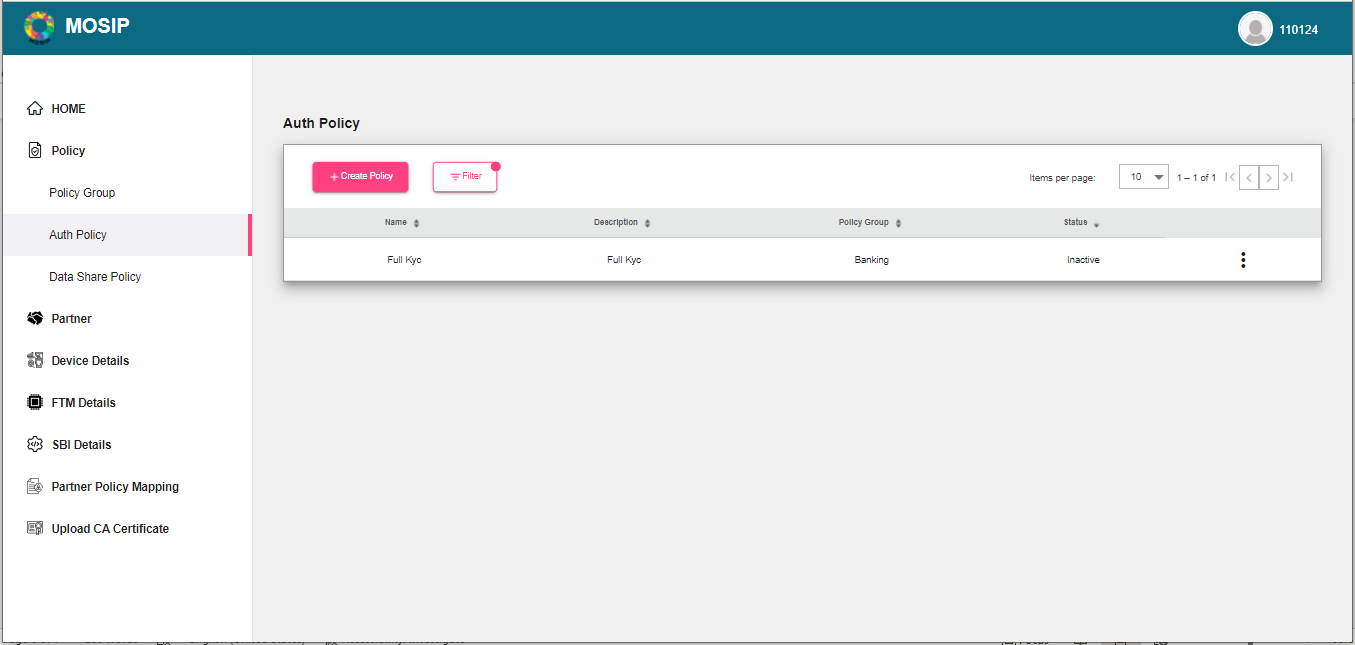 MOSIP
110124
HOME
Policy
Policy Group
Auth Policy
Data Share Policy
Partner
Device Details
FTM Details
SBI Details
Partner Policy Mapping
Upload CA Certificate
Auth Policy
+ Create Policy
Filter
Items per page: 10 1 – 1 of 1
Name Description Policy Group Status
Full Kyc Full Kyc Banking Inactive